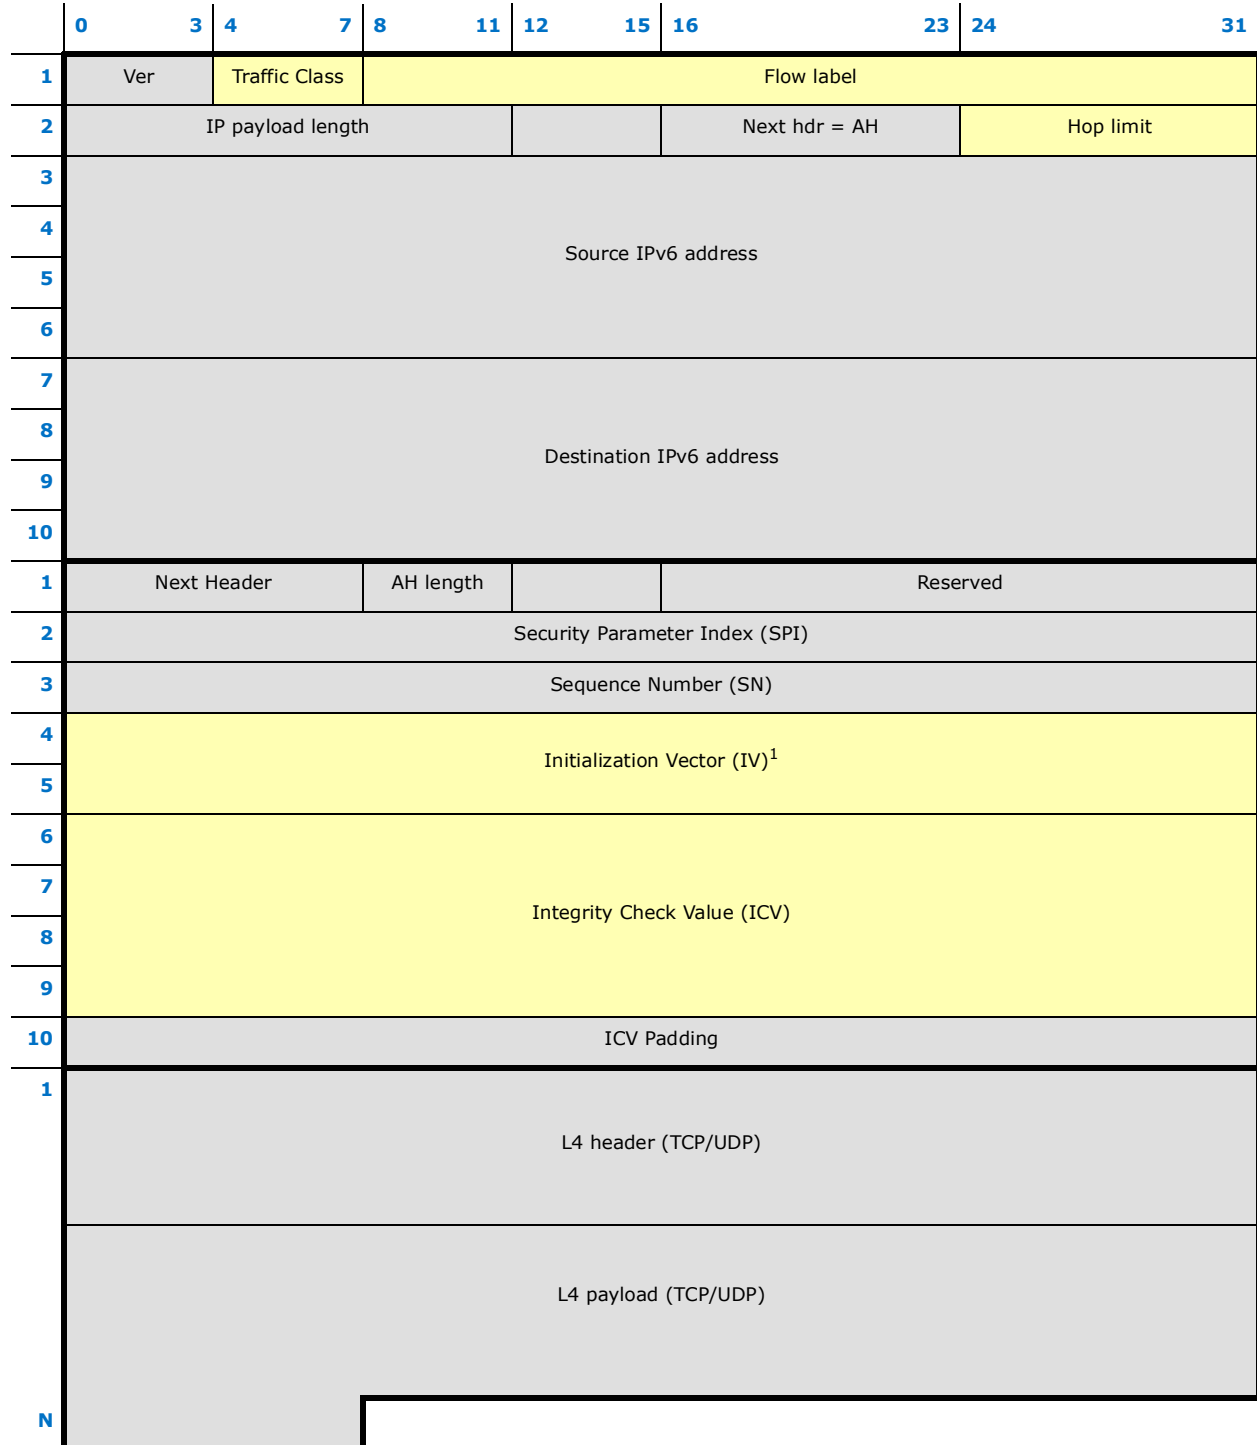 0 3 4 7 8 11 12 15 16 23 24 31
1 Ver Traffic Class Flow label
2 IP payload length Next hdr = AH Hop limit
3
4
Source IPv6 address
5
6
7
8
Destination IPv6 address
9
10
1 Next Header AH length Reserved
2 Security Parameter Index (SPI)
3 Sequence Number (SN)
4
Initialization Vector (IV)1
5
6
7
Integrity Check Value (ICV)
8
9
10 ICV Padding
1
L4 header (TCP/UDP)
L4 payload (TCP/UDP)
N